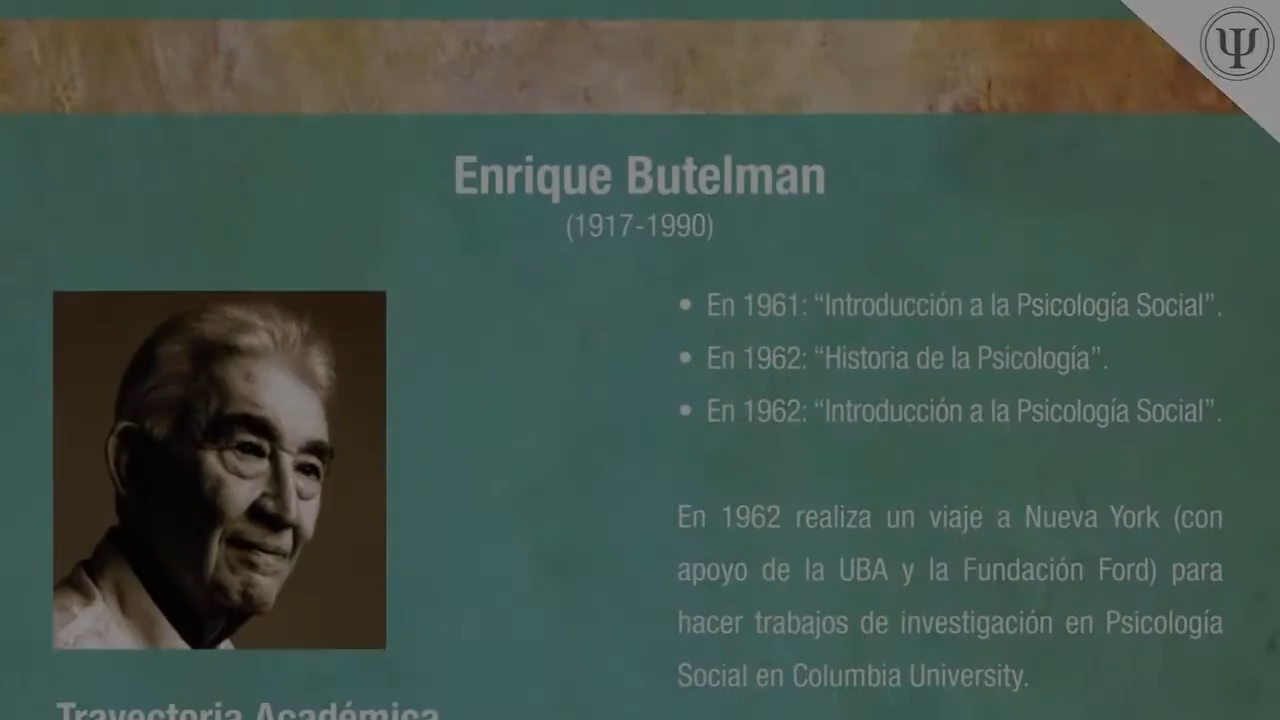 Ψ
Enrique Butelman
(1917-1990)
• En 1961: “Introducción a la Psicología Social”.
• En 1962: “Historia de la Psicología”.
• En 1962: “Introducción a la Psicología Social”.
En 1962 realiza un viaje a Nueva York (con
apoyo de la UBA y la Fundación Ford) para
hacer trabajos de investigación en Psicología
Social en Columbia University.
Trayectoria Académica